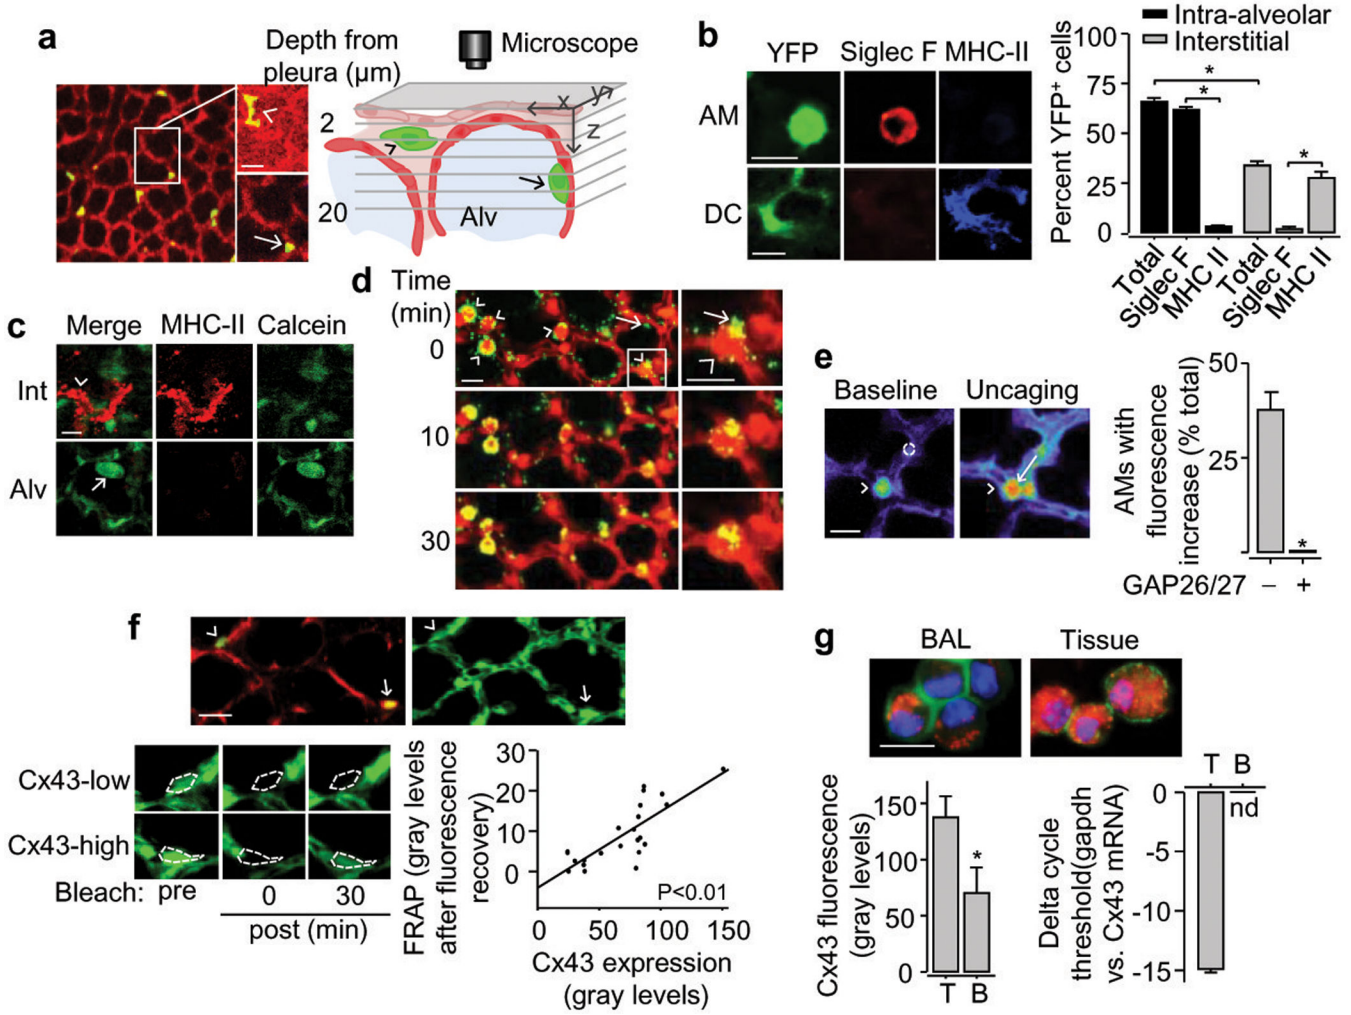 a
Depth from
pleura (µm)
Microscope
x
y
z
2
20
Alv
b
YFP
Siglec F
MHC-II
AM
DC
Intra-alveolar
Interstitial
Percent YFP+ cells
100
75
50
25
0
*
*
*
Total
Siglec F
MHC II
Total
Siglec F
MHC II
c
Merge
MHC-II
Calcein
Int
Alv
d
Time
(min)
0
10
30
e
Baseline
Uncaging
AMs with
fluorescence
increase (% total)
50
25
*
GAP26/27
–
+
f
Cx43-low
Cx43-high
Bleach:
pre
0
30
post (min)
FRAP (gray levels
after fluorescence
recovery)
30
20
10
0
P<0.01
0
50
100
150
Cx43 expression
(gray levels)
g
BAL
Tissue
Cx43 fluorescence
(gray levels)
150
100
50
0
*
T
B
Delta cycle
threshold(gapdh
vs. Cx43 mRNA)
T
B
0
nd
-5
-10
-15